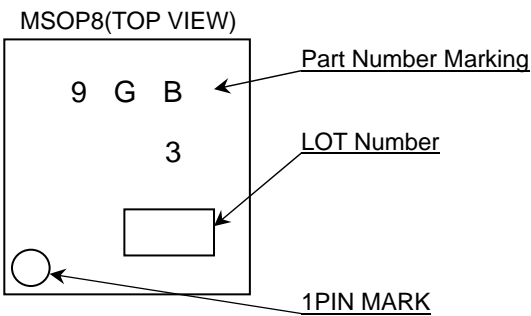 MSOP8(TOP VIEW)
Part Number Marking
9 G B
3
LOT Number
1PIN MARK